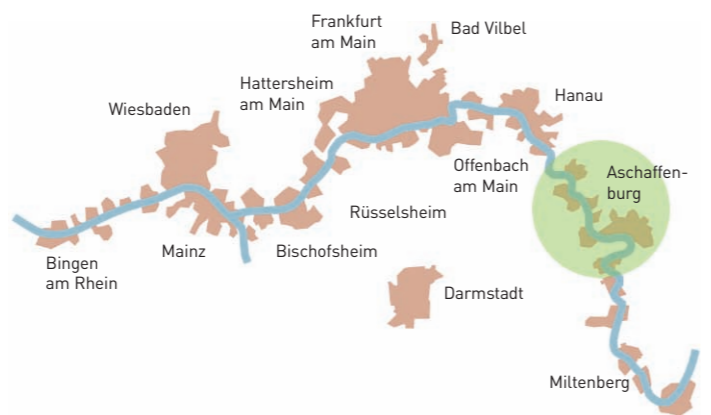 Frankfurt
am Main
Bad Vilbel
Hattersheim
am Main
Hanau
Wiesbaden
Offenbach
am Main
Aschaffen-
burg
Rüsselsheim
Mainz
Bischofsheim
Bingen
am Rhein
Darmstadt
Miltenberg